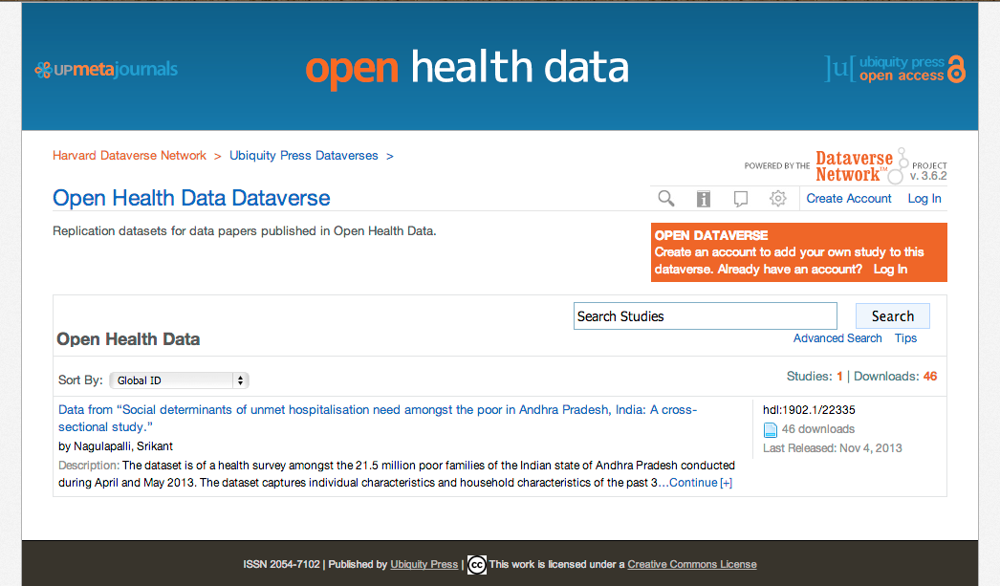 UPmetajournals
open health data
]u[ ubiquity press
open access
Harvard Dataverse Network > Ubiquity Press Dataverses >
POWERED BY THE Dataverse Network™ PROJECT
v. 3.6.2
Open Health Data Dataverse
Create Account Log In
Replication datasets for data papers published in Open Health Data.
OPEN DATAVERSE
Create an account to add your own study to this
dataverse. Already have an account? Log In
Search Studies Search
Open Health Data
Advanced Search Tips
Sort By: Global ID
Studies: 1 | Downloads: 46
Data from “Social determinants of unmet hospitalisation need amongst the poor in Andhra Pradesh, India: A cross-
sectional study.”
by Nagulapalli, Srikant
Description: The dataset is of a health survey amongst the 21.5 million poor families of the Indian state of Andhra Pradesh conducted
during April and May 2013. The dataset captures individual characteristics and household characteristics of the past 3...Continue [+]
hdl:1902.1/22335
46 downloads
Last Released: Nov 4, 2013
ISSN 2054-7102 | Published by Ubiquity Press | cc This work is licensed under a Creative Commons License